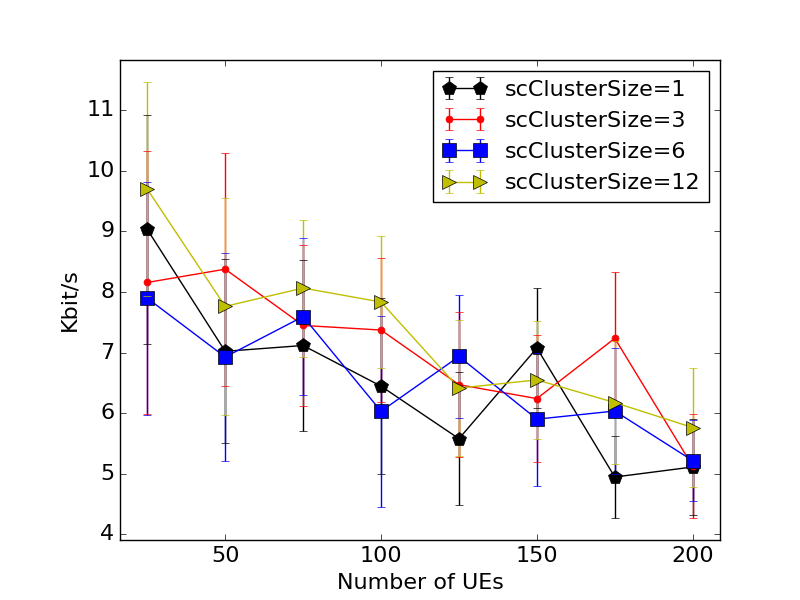 11
10
9
8
7
6
5
4
Kbit/s
scClusterSize=1
scClusterSize=3
scClusterSize=6
scClusterSize=12
50
100
150
200
Number of UEs